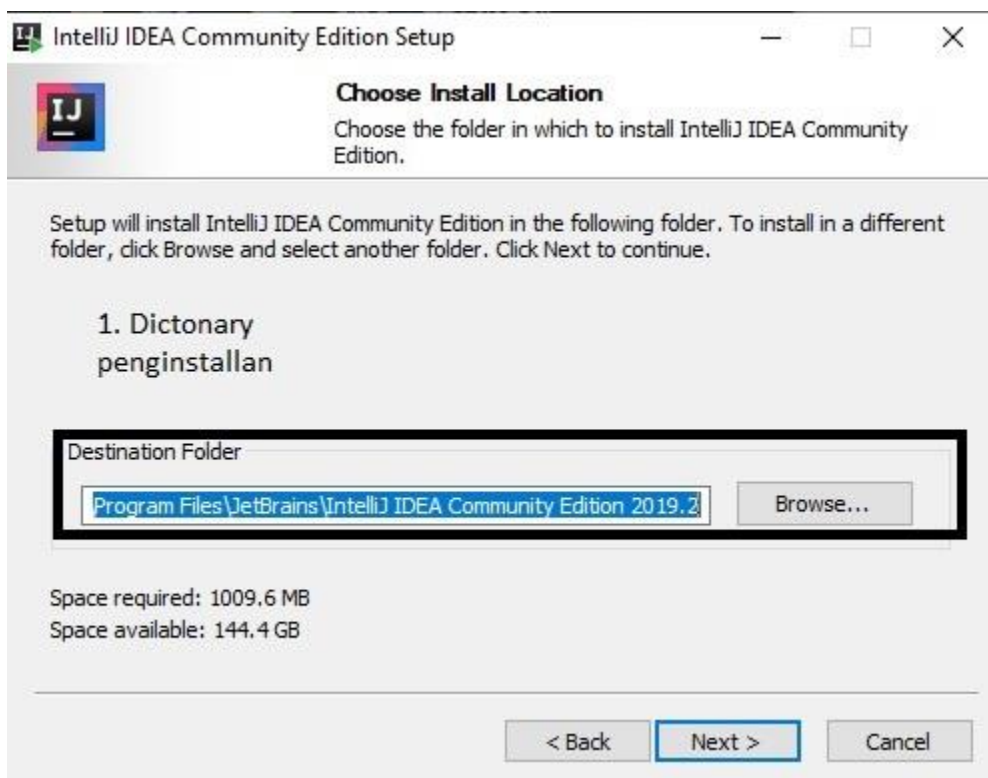 IntelliJ IDEA Community Edition Setup
IJ
Choose Install Location
Choose the folder in which to install IntelliJ IDEA Community
Edition.
Setup will install IntelliJ IDEA Community Edition in the following folder. To install in a different
folder, click Browse and select another folder. Click Next to continue.
1. Dictonary
penginstallan
Destination Folder
Program Files\JetBrains\IntelliJ IDEA Community Edition 2019.2
Browse...
Space required: 1009.6 MB
Space available: 144.4 GB
< Back
Next >
Cancel